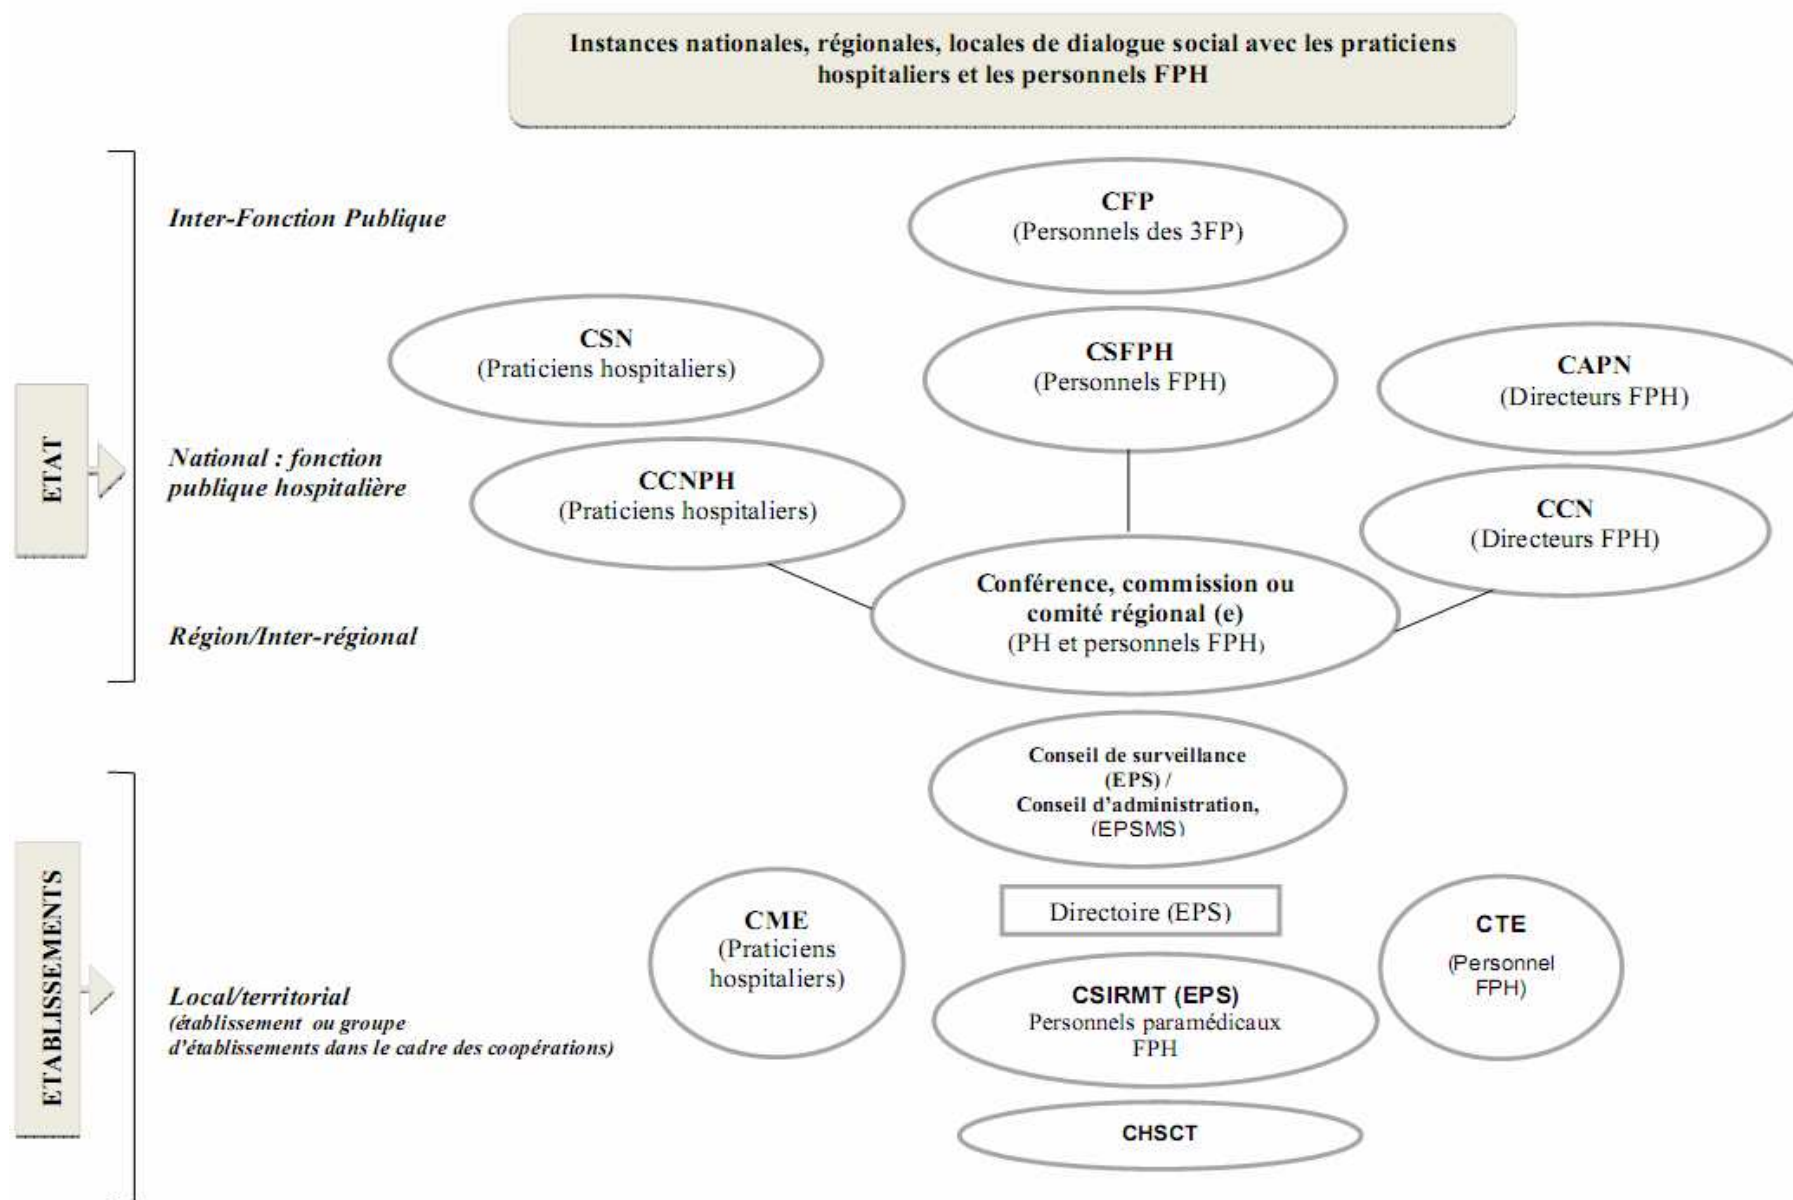 Instances nationales, régionales, locales de dialogue social avec les praticiens
hospitaliers et les personnels FPH
ETAT
Inter-Fonction Publique
CFP
(Personnels des 3FP)
CSN
(Praticiens hospitaliers)
CSFPH
(Personnels FPH)
CAPN
(Directeurs FPH)
National : fonction
publique hospitalière
CCNPH
(Praticiens hospitaliers)
CCN
(Directeurs FPH)
Région/Inter-régional
Conférence, commission ou
comité régional (e)
(PH et personnels FPH)
ETABLISSEMENTS
Conseil de surveillance
(EPS) /
Conseil d’administration,
(EPSMS)
Directoire (EPS)
CME
(Praticiens
hospitaliers)
CTE
(Personnel
FPH)
Local/territorial
(établissement ou groupe
d’établissements dans le cadre des coopérations)
CSIRMT (EPS)
Personnels paramédicaux
FPH
CHSCT